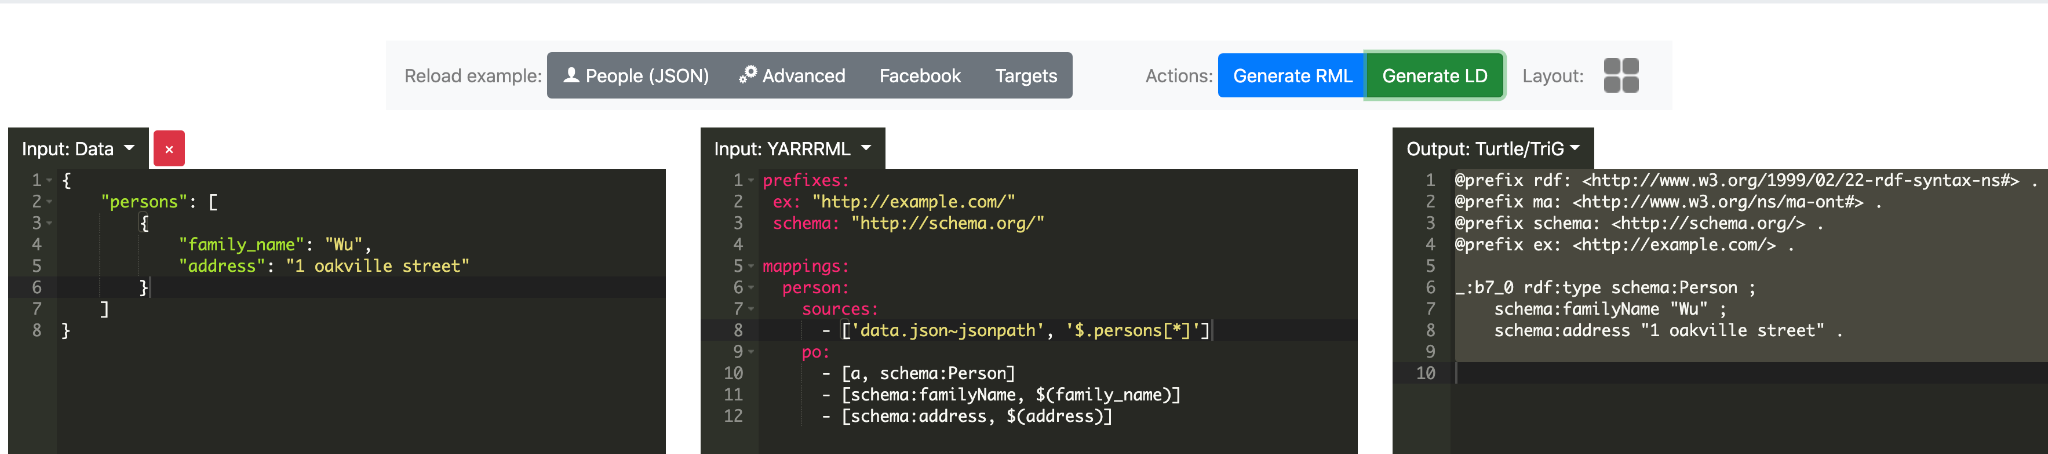 Reload example: People (JSON) Advanced Facebook Targets Actions: Generate RML Generate LD Layout:
Input: Data ×
1 {
2 "persons": [
3 {
4 "family_name": "Wu",
5 "address": "1 oakville street"
6 }
7 ]
8 }
Input: YARRRML
1 prefixes:
2 ex: "http://example.com/"
3 schema: "http://schema.org/"
4
5 mappings:
6 person:
7 sources:
8 - ['data.json~jsonpath', '$.persons[*]']
9 po:
10 - [a, schema:Person]
11 - [schema:familyName, $(family_name)]
12 - [schema:address, $(address)]
Output: Turtle/TriG
1 @prefix rdf: <http://www.w3.org/1999/02/22-rdf-syntax-ns#> .
2 @prefix ma: <http://www.w3.org/ns/ma-ont#> .
3 @prefix schema: <http://schema.org/> .
4 @prefix ex: <http://example.com/> .
5
6 _:b7_0 rdf:type schema:Person ;
7 schema:familyName "Wu" ;
8 schema:address "1 oakville street" .
9
10